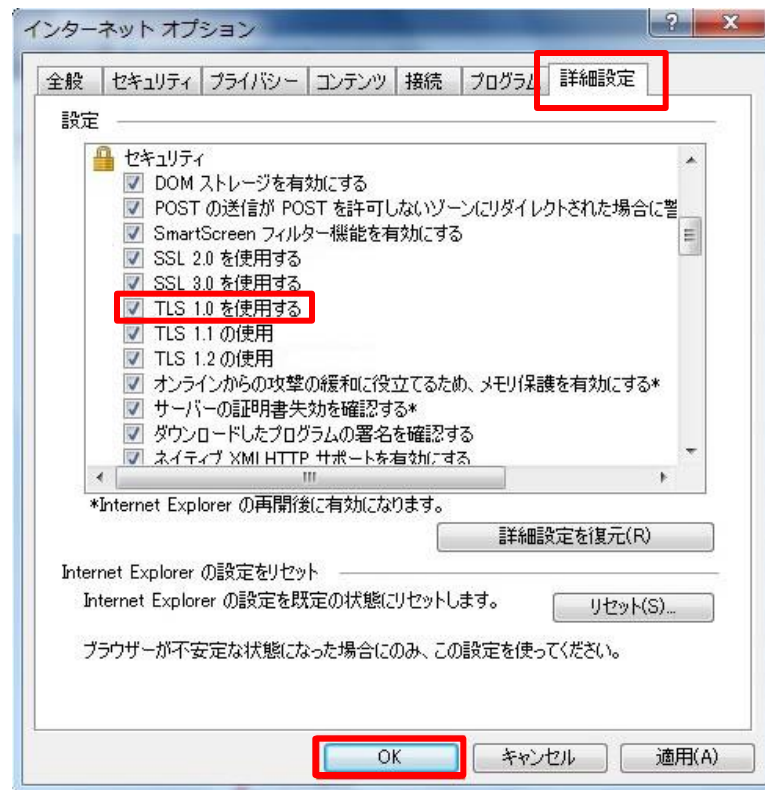 インターネット オプション
全般 セキュリティ プライバシー コンテンツ 接続 プログラム 詳細設定
設定
セキュリティ
DOM ストレージを有効にする
POST の送信が POST を許可しないゾーンにリダイレクトされた場合に警
SmartScreen フィルター機能を有効にする
SSL 2.0 を使用する
SSL 3.0 を使用する
TLS 1.0 を使用する
TLS 1.1 の使用
TLS 1.2 の使用
オンラインからの攻撃の緩和に役立てるため、メモリ保護を有効にする*
サーバーの証明書失効を確認する*
ダウンロードしたプログラムの署名を確認する
ネイティブ XMLHTTP サポートを有効にする
*Internet Explorer の再開後に有効になります。
詳細設定を復元(R)
Internet Explorer の設定をリセット
Internet Explorer の設定を既定の状態にリセットします。
リセット(S)...
ブラウザーが不安定な状態になった場合にのみ、この設定を使ってください。
OK キャンセル 適用(A)